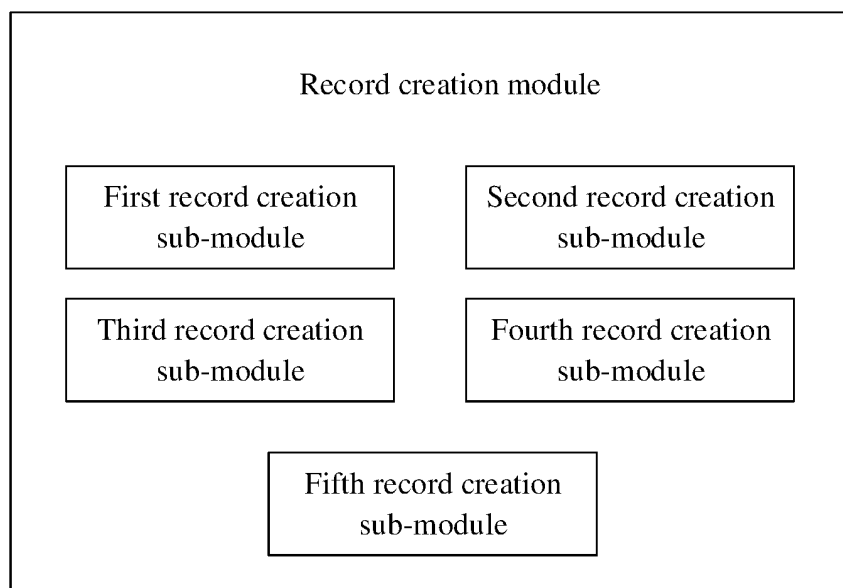 Record creation module
First record creation
sub-module
Second record creation
sub-module
Third record creation
sub-module
Fourth record creation
sub-module
Fifth record creation
sub-module